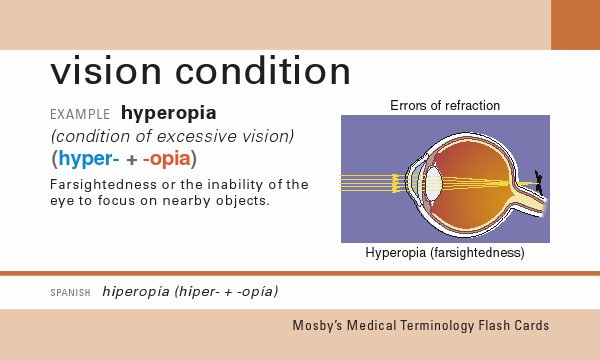 vision condition
EXAMPLE hyperopia
(condition of excessive vision)
(hyper- + -opia)
Farsightedness or the inability of the
eye to focus on nearby objects.
Errors of refraction
Hyperopia (farsightedness)
SPANISH hiperopía (hiper- + -opía)
Mosby's Medical Terminology Flash Cards